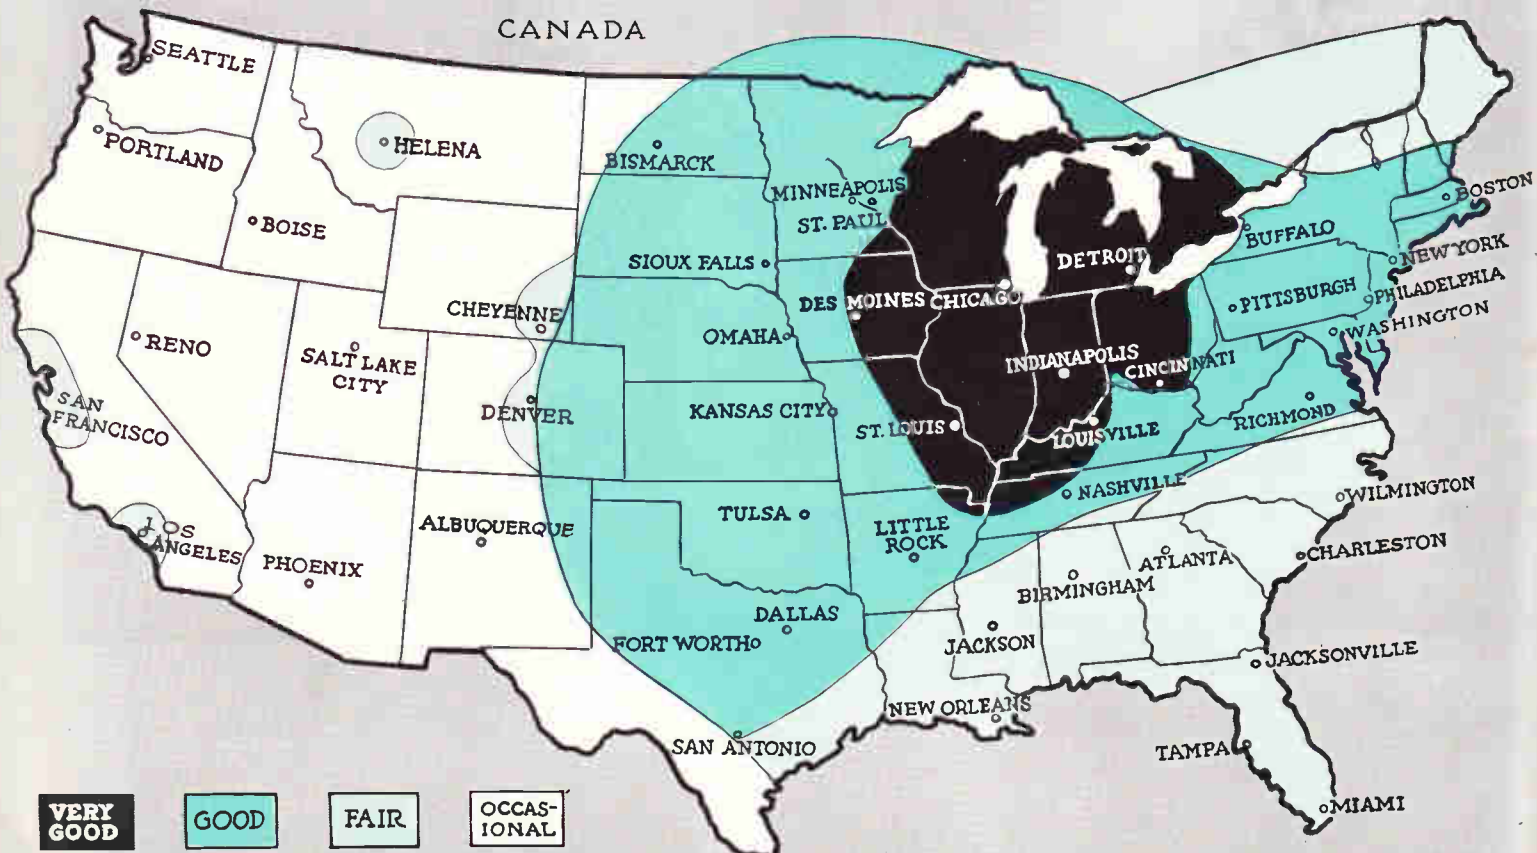 CANADA
SEATTLE
PORTLAND
HELENA
BISMARCK
MINNEAPOLIS
ST. PAUL
BOSTON
BOISE
BUFFALO
NEW YORK
SIOUX FALLS
DETROIT
PITTSBURGH
PHILADELPHIA
CHEYENNE
DES MOINES
CHICAGO
WASHINGTON
RENO
SALT LAKE
CITY
OMAHA
INDIANAPOLIS
CINCINNATI
SAN
FRANCISCO
DENVER
KANSAS CITY
ST. LOUIS
LOUISVILLE
RICHMOND
NASHVILLE
WILMINGTON
LOS
ANGELES
PHOENIX
ALBUQUERQUE
TULSA
LITTLE
ROCK
ATLANTA
CHARLESTON
BIRMINGHAM
DALLAS
FORT WORTH
JACKSON
JACKSONVILLE
NEW ORLEANS
SAN ANTONIO
TAMPA
MIAMI
VERY
GOOD
GOOD
FAIR
OCCAS-
IONAL